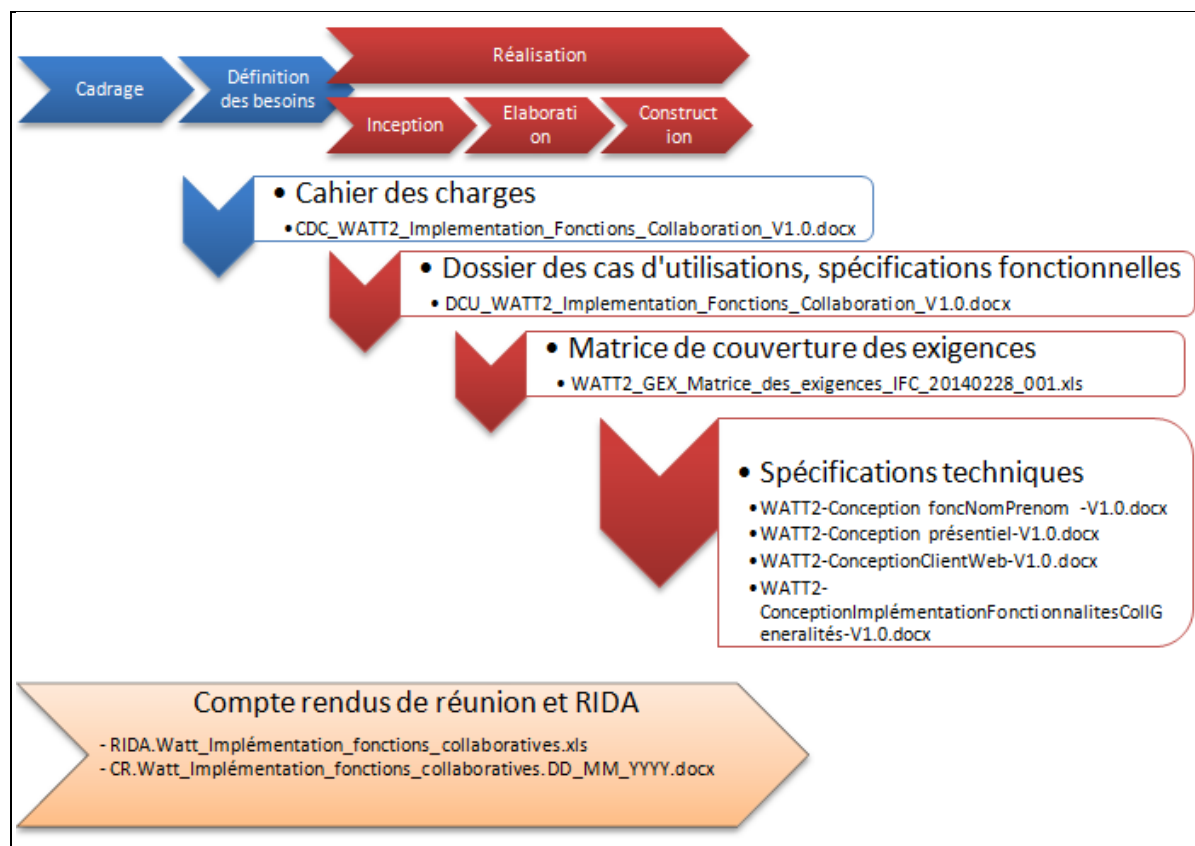 Réalisation
Cadrage
Définition
des besoins
Inception
Elaborati
on
Construct
ion
• Cahier des charges
•CDC_WATT2_Implementation_Fonctions_Collaboration_V1.0.docx
• Dossier des cas d'utilisations, spécifications fonctionnelles
• DCU_WATT2_Implementation_Fonctions_Collaboration_V1.0.docx
• Matrice de couverture des exigences
• WATT2_GEX_Matrice_des_exigences_IFC_20140228_001.xls
• Spécifications techniques
•WATT2-Conception foncNomPrenom -V1.0.docx
•WATT2-Conception présentiel-V1.0.docx
•WATT2-ConceptionClientWeb-V1.0.docx
•WATT2-
ConceptionImplémentationFonctionnalitesCollG
eneralités-V1.0.docx
Compte rendus de réunion et RIDA
- RIDA.Watt_Implémentation_fonctions_collaboratives.xls
- CR.Watt_Implémentation_fonctions_collaboratives.DD_MM_YYYY.docx